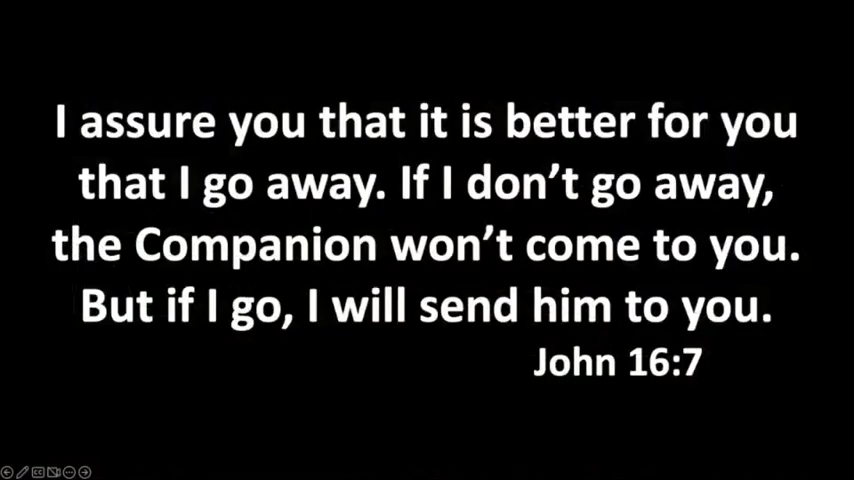 I assure you that it is better for you
that I go away. If I don’t go away,
the Companion won’t come to you.
But if I go, I will send him to you.
John 16:7